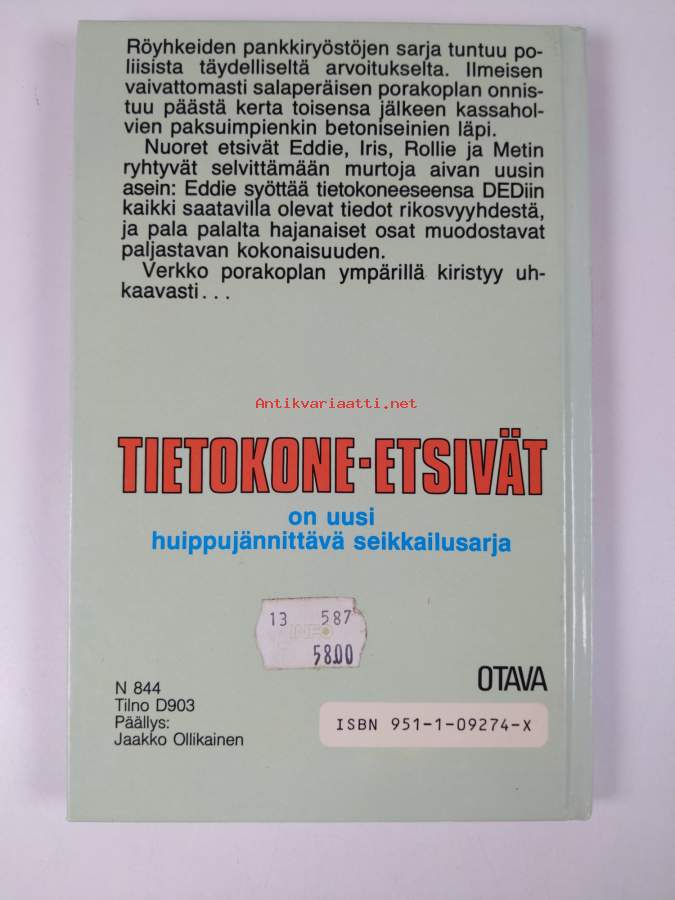 Röyhkeiden pankkiryöstöjen sarja tuntuu po-
liisista täydelliseltä arvoitukselta. Ilmeisen
vaivattomasti salaperäisen porakoplan onnis-
tuu päästä kerta toisensa jälkeen kassahol-
vien paksuimpienkin betoniseinien läpi.
Nuoret etsivät Eddie, Iris, Rollie ja Metin
ryhtyvät selvittämään murtoja aivan uusin
asein: Eddie syöttää tietokoneeseensa DEDiin
kaikki saatavilla olevat tiedot rikosvyyhdestä,
ja pala palalta hajanaiset osat muodostavat
paljastavan kokonaisuuden.
Verkko porakoplan ympärillä kiristyy uh-
kaavasti...
Antikvariaatti.net
TIETOKONE-ETSIVÄT
on uusi
huippujännittävä seikkailusarja
13 587
INFO
58.00
N 844
Tilno D903
Päällys:
Jaakko Ollikainen
OTAVA
ISBN 951-1-09274-X